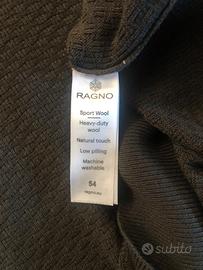 RAGNO
Sport Wool
Heavy-duty
wool
Natural touch
Low pilling
Machine
washable
54
ragno.eu
subito